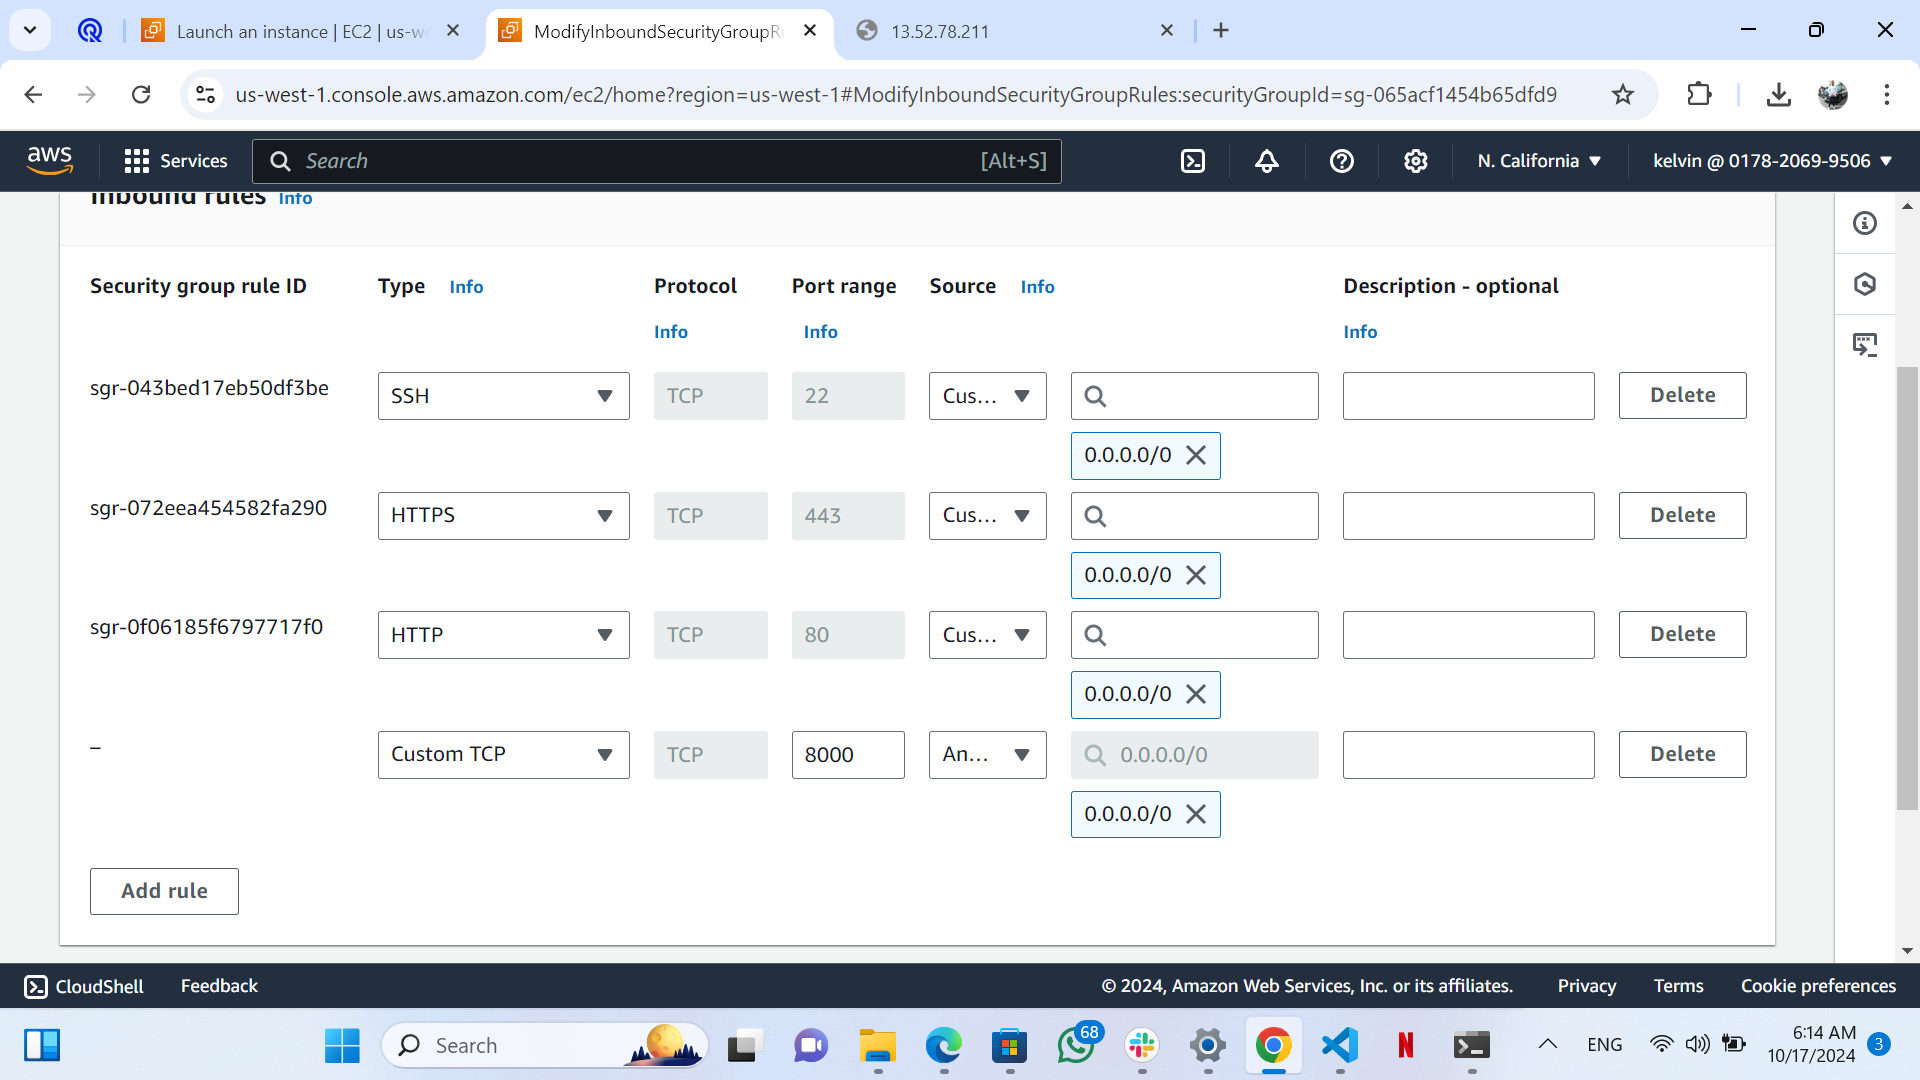 Launch an instance | EC2 | us-we
ModifyInboundSecurityGroupRu
13.52.78.211
us-west-1.console.aws.amazon.com/ec2/home?region=us-west-1#ModifyInboundSecurityGroupRules:securityGroupId=sg-065acf1454b65dfd9
aws
Services
Search
[Alt+S]
N. California
kelvin @ 0178-2069-9506
Inbound rules Info
Security group rule ID
Type Info
Protocol
Port range
Source Info
Description - optional
Info
Info
Info
sgr-043bed17eb50df3be
SSH
TCP
22
Cus...
Delete
0.0.0.0/0
sgr-072eea454582fa290
HTTPS
TCP
443
Cus...
Delete
0.0.0.0/0
sgr-0f06185f6797717f0
HTTP
TCP
80
Cus...
Delete
0.0.0.0/0
–
Custom TCP
TCP
8000
An...
0.0.0.0/0
Delete
0.0.0.0/0
Add rule
CloudShell
Feedback
© 2024, Amazon Web Services, Inc. or its affiliates.
Privacy
Terms
Cookie preferences
Search
68
N
ENG
6:14 AM
10/17/2024
3